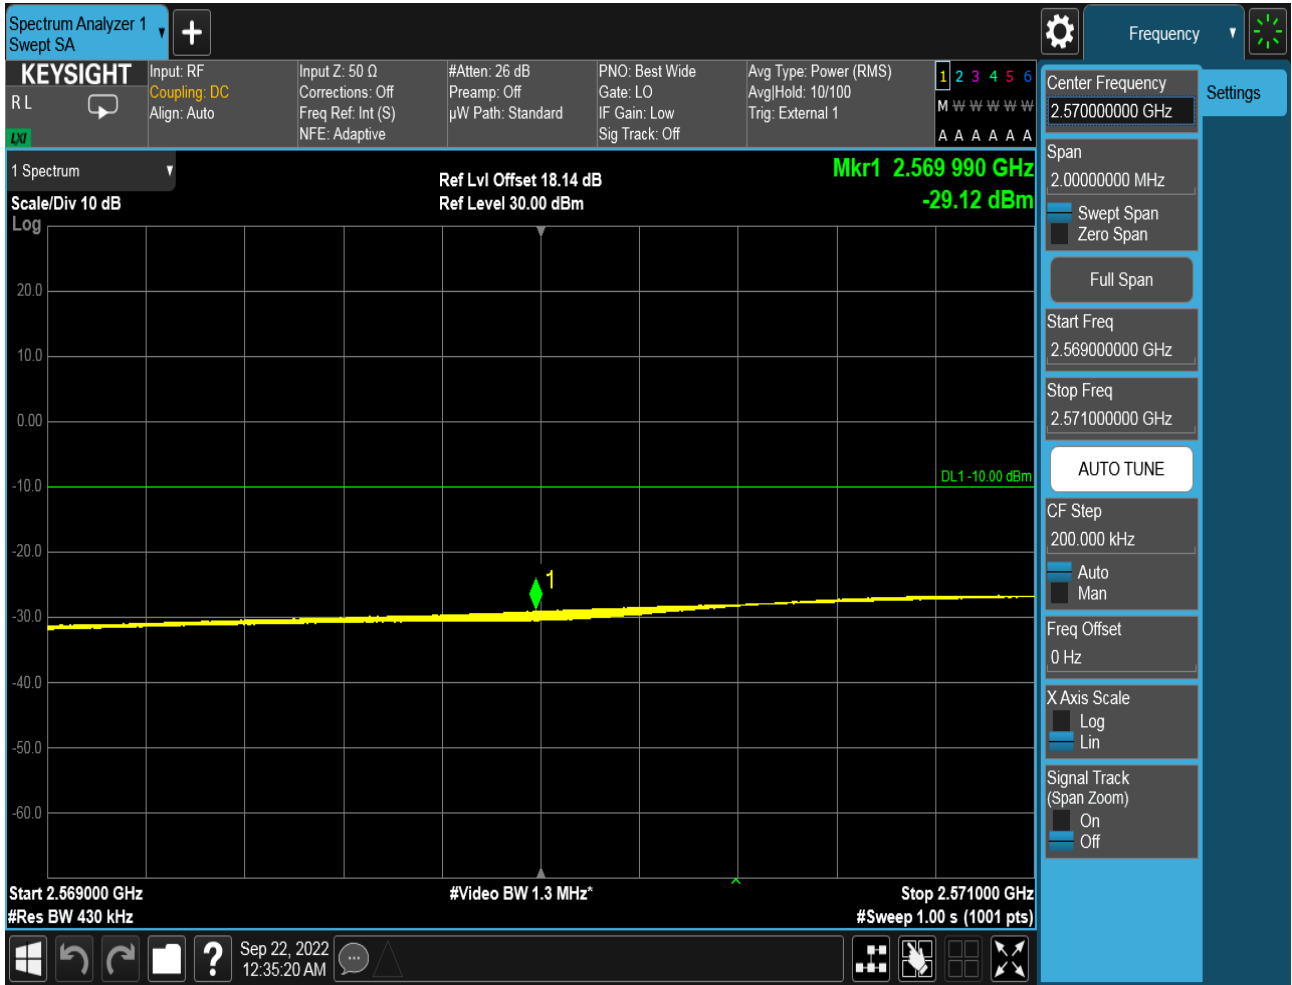 Spectrum Analyzer 1
Swept SA
Frequency
KEYSIGHT
R L
LXI
Input: RF
Coupling: DC
Align: Auto
Input Z: 50 Ω
Corrections: Off
Freq Ref: Int (S)
NFE: Adaptive
#Atten: 26 dB
Preamp: Off
µW Path: Standard
PNO: Best Wide
Gate: LO
IF Gain: Low
Sig Track: Off
Avg Type: Power (RMS)
Avg|Hold: 10/100
Trig: External 1
1 2 3 4 5 6
M W W W W W
A A A A A A
1 Spectrum
Scale/Div 10 dB
Log
Ref Lvl Offset 18.14 dB
Ref Level 30.00 dBm
Mkr1 2.569 990 GHz
-29.12 dBm
20.0
10.0
0.00
-10.0
DL1 -10.00 dBm
-20.0
1
-30.0
-40.0
-50.0
-60.0
Start 2.569000 GHz
#Res BW 430 kHz
#Video BW 1.3 MHz*
Stop 2.571000 GHz
#Sweep 1.00 s (1001 pts)
?
Sep 22, 2022
12:35:20 AM
Center Frequency
2.570000000 GHz
Settings
Span
2.00000000 MHz
Swept Span
Zero Span
Full Span
Start Freq
2.569000000 GHz
Stop Freq
2.571000000 GHz
AUTO TUNE
CF Step
200.000 kHz
Auto
Man
Freq Offset
0 Hz
X Axis Scale
Log
Lin
Signal Track
(Span Zoom)
On
Off